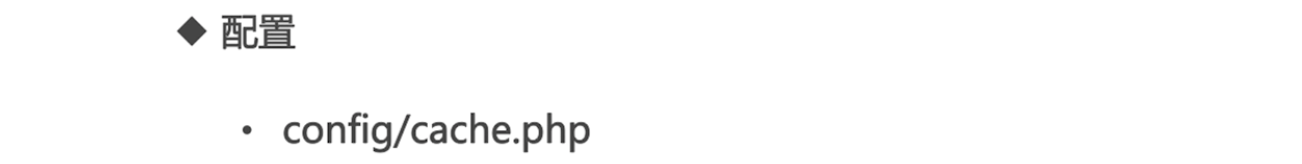 ◆ 配置
• config/cache.php